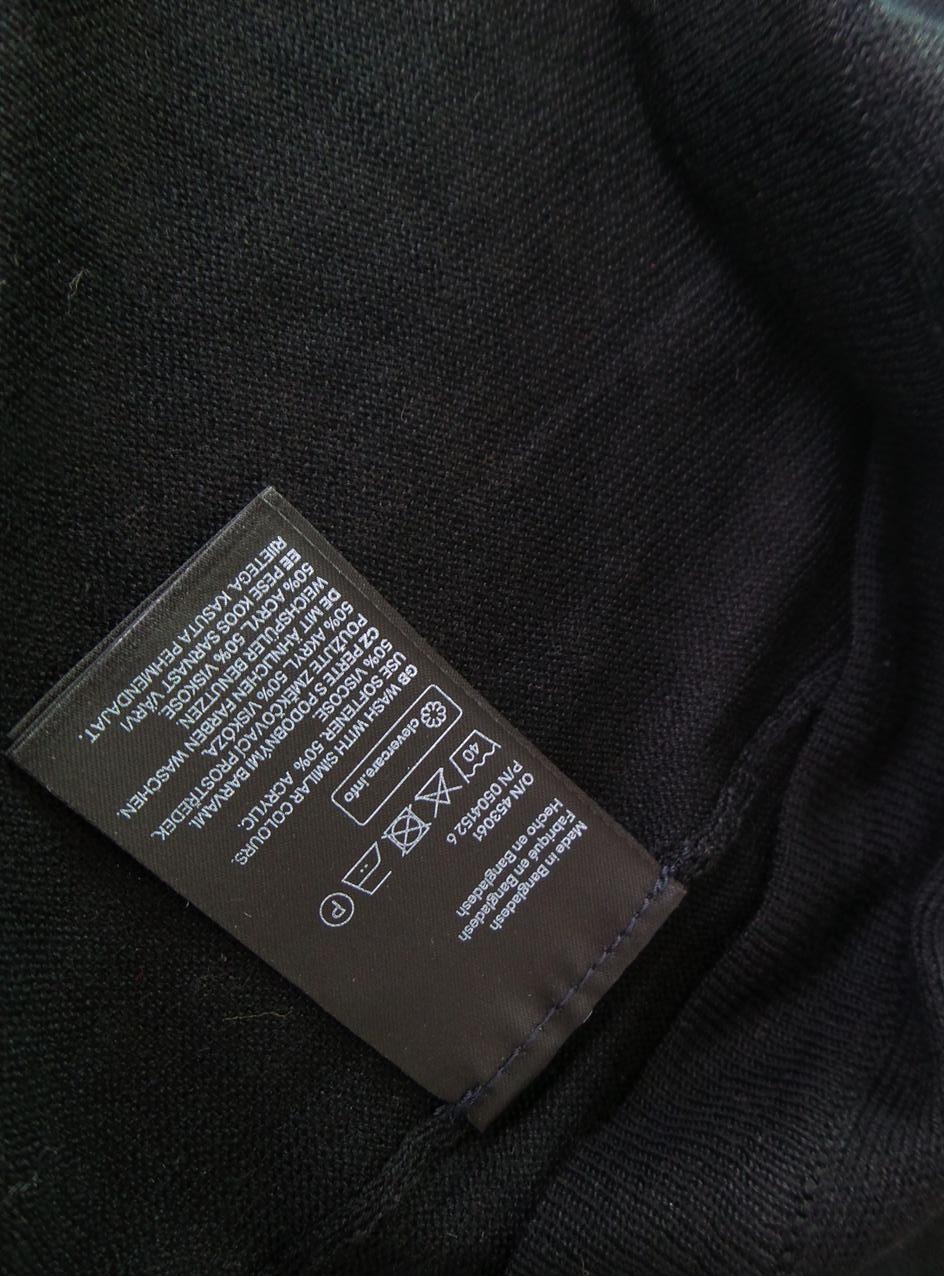 Made in Bangladesh
Fabriqué en Bangladesh
Hecho en Bangladesh
O/N 453061
P/N 0504152 6
40
P
clevercare.info
GB WASH WITH SIMILAR COLOURS.
USE SOFTENER. 50% ACRYLIC.
50% VISCOSE.
CZ PERTE S PODOBNÝMI BARVAMI.
POUŽIJTE ZMĚKČOVACÍ PROSTŘEDEK.
50% AKRYL. 50% VISKÓZA.
DE MIT ÄHNLICHEN FARBEN WASCHEN.
WEICHSPÜLER BENUTZEN.
50% ACRYL. 50% VISKOSE.
EE PESE KOOS SARNAST VÄRVI
RIIETEGA. KASUTA PEHMENDAJAT.